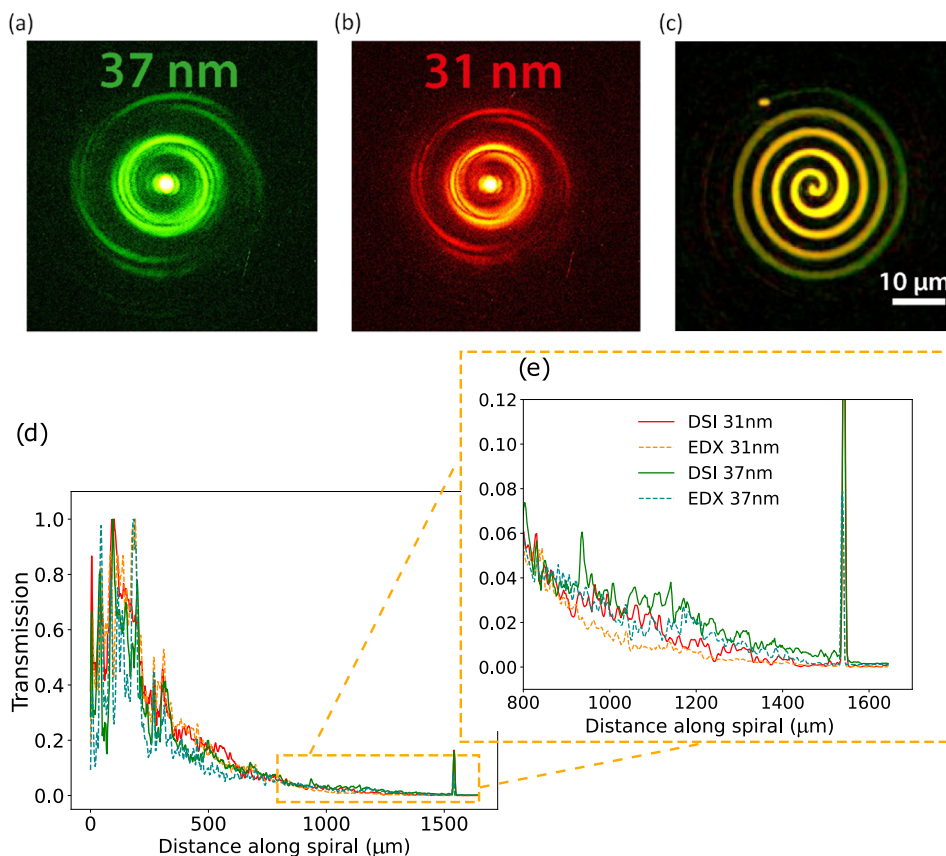 (a)
(b)
(c)
37 nm
31 nm
10 μm
(e)
0.12
0.10
0.08
0.06
0.04
0.02
0.00
DSI 31nm
EDX 31nm
DSI 37nm
EDX 37nm
800
1000
1200
1400
1600
Distance along spiral (μm)
(d)
1.0
0.8
0.6
0.4
0.2
0.0
Transmission
0
500
1000
1500
Distance along spiral (μm)